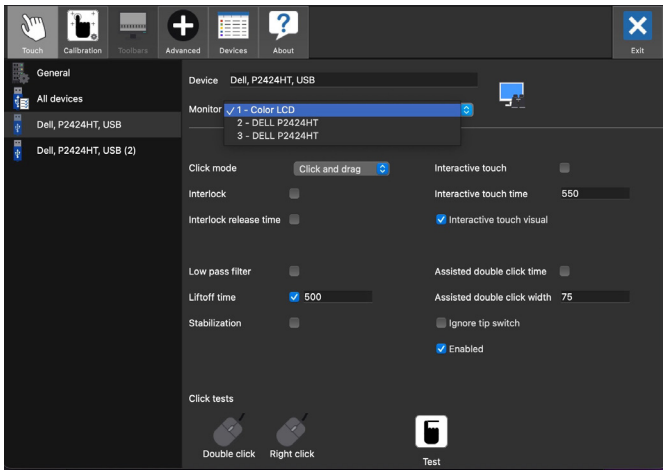 Touch
Calibration
Toolbars
Advanced
Devices
About
Exit
General
All devices
Dell, P2424HT, USB
Dell, P2424HT, USB (2)
Device Dell, P2424HT, USB
Monitor ✓ 1 - Color LCD
2 - DELL P2424HT
3 - DELL P2424HT
Click mode Click and drag Interactive touch
Interlock Interactive touch time 550
Interlock release time Interactive touch visual
Low pass filter Assisted double click time
Liftoff time 500 Assisted double click width 75
Stabilization Ignore tip switch
Enabled
Click tests
Double click Right click Test